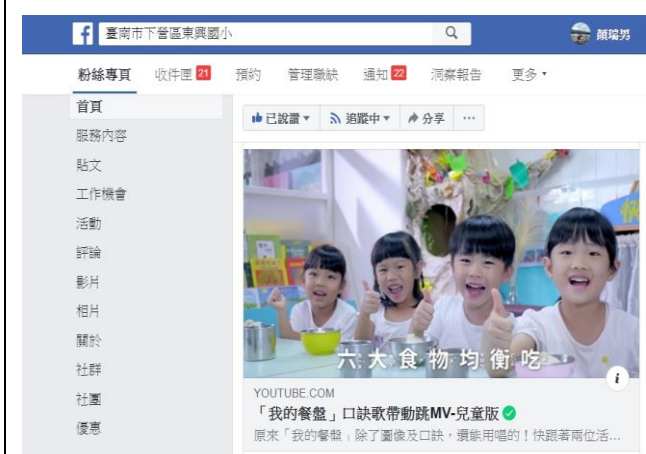 臺南市下營區東興國小
顏瑞男
粉絲專頁 收件匣 21 預約 管理職缺 通知 22 洞察報告 更多
首頁
服務內容
貼文
工作機會
活動
評論
影片
相片
關於
社群
社團
優惠
已說讚 追蹤中 分享 ...
六大食物均衡吃
YOUTUBE.COM
「我的餐盤」口訣歌帶動跳MV-兒童版
原來「我的餐盤」除了圖像及口訣，還能用唱的！快跟著兩位活...